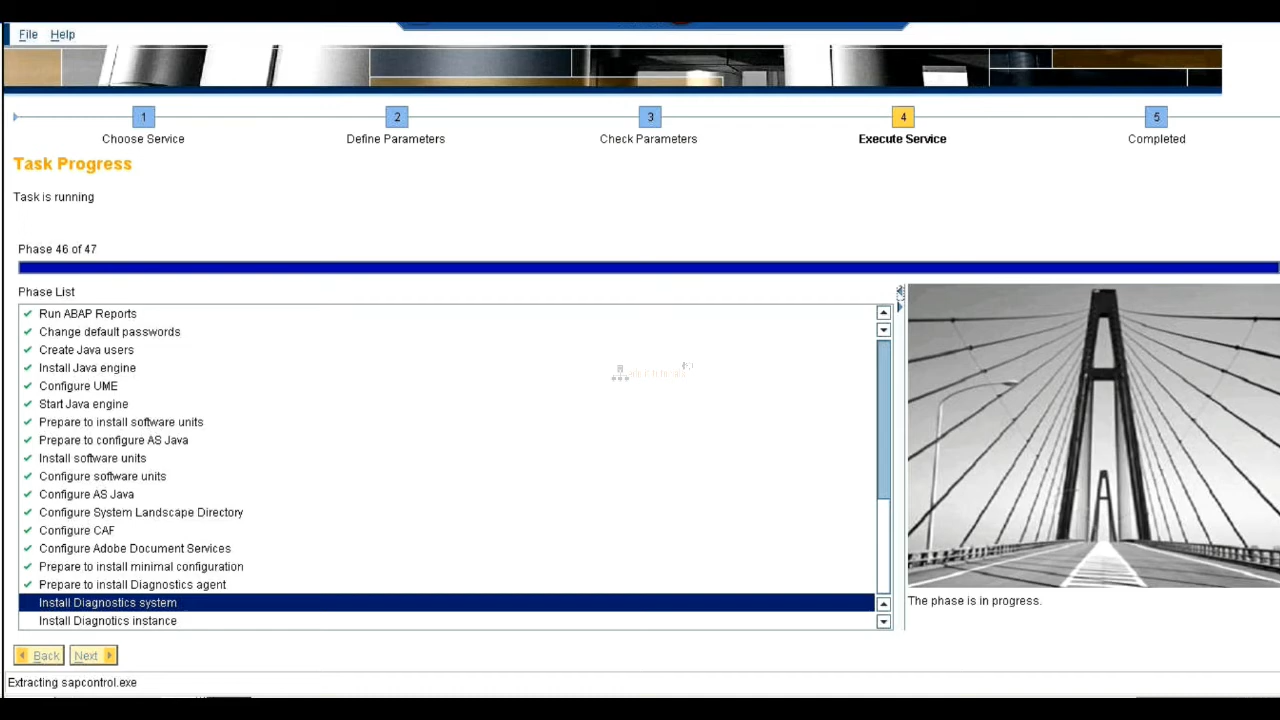 File Help
1 2 3 4 5
Choose Service Define Parameters Check Parameters Execute Service Completed
Task Progress
Task is running
Phase 46 of 47
Phase List
Run ABAP Reports
Change default passwords
Create Java users
Install Java engine
Configure UME
Start Java engine
Prepare to install software units
Prepare to configure AS Java
Install software units
Configure software units
Configure AS Java
Configure System Landscape Directory
Configure CAF
Configure Adobe Document Services
Prepare to install minimal configuration
Prepare to install Diagnostics agent
Install Diagnostics system
Install Diagnotics instance
The phase is in progress.
Back Next
Extracting sapcontrol.exe